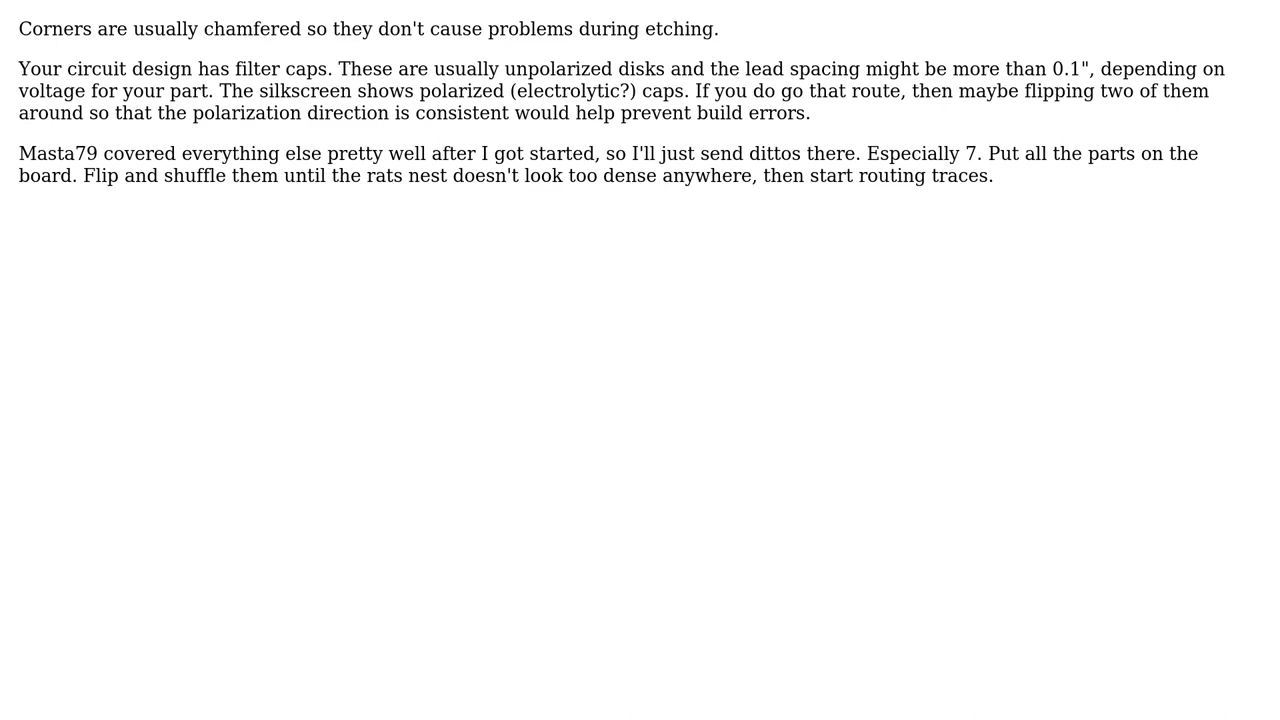 Corners are usually chamfered so they don't cause problems during etching.
Your circuit design has filter caps. These are usually unpolarized disks and the lead spacing might be more than 0.1", depending on
voltage for your part. The silkscreen shows polarized (electrolytic?) caps. If you do go that route, then maybe flipping two of them
around so that the polarization direction is consistent would help prevent build errors.
Masta79 covered everything else pretty well after I got started, so I'll just send dittos there. Especially 7. Put all the parts on the
board. Flip and shuffle them until the rats nest doesn't look too dense anywhere, then start routing traces.